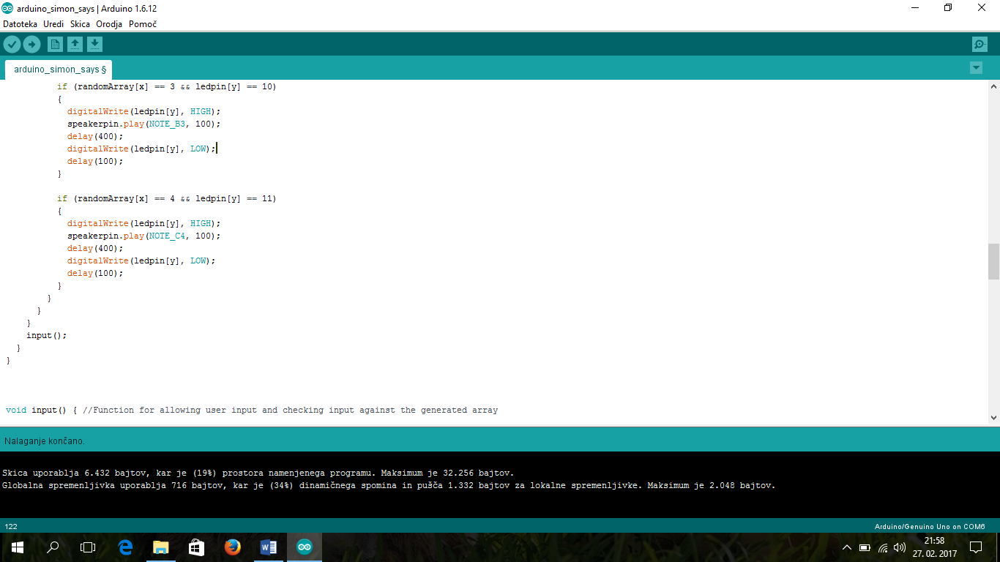 arduino_simon_says | Arduino 1.6.12
Datoteka Uredi Skica Orodja Pomoč
arduino_simon_says §
if (randomArray[x] == 3 && ledpin[y] == 10)
{
digitalWrite(ledpin[y], HIGH);
speakerpin.play(NOTE_B3, 100);
delay(400);
digitalWrite(ledpin[y], LOW);
delay(100);
}
if (randomArray[x] == 4 && ledpin[y] == 11)
{
digitalWrite(ledpin[y], HIGH);
speakerpin.play(NOTE_C4, 100);
delay(400);
digitalWrite(ledpin[y], LOW);
delay(100);
}
}
}
}
input();
}
}
void input() { //Function for allowing user input and checking input against the generated array
Nalaganje končano.
Skica uporablja 6.432 bajtov, kar je (19%) prostora namenjenega programu. Maksimum je 32.256 bajtov.
Globalna spremenljivka uporablja 716 bajtov, kar je (34%) dinamičnega spomina in pušča 1.332 bajtov za lokalne spremenljivke. Maksimum je 2.048 bajtov.
122
Arduino/Genuino Uno on COM6
21:58
27. 02. 2017